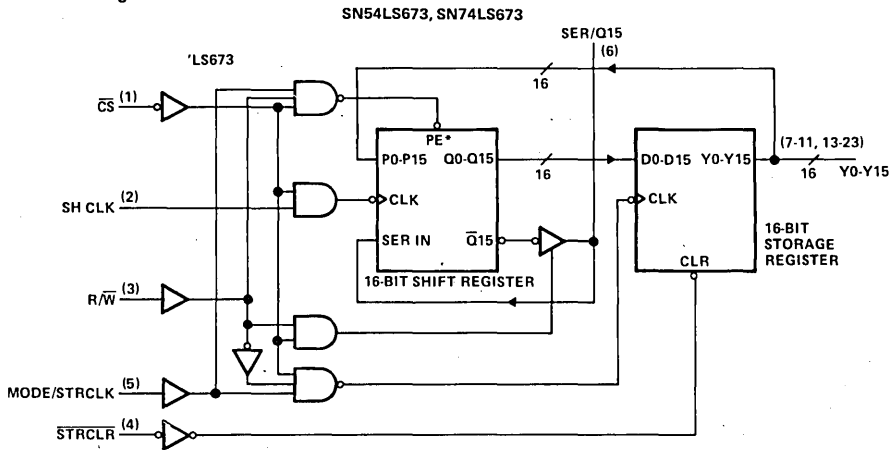 SN54LS673, SN74LS673
SER/Q15
(6)
'LS673
16
CS (1)
PE*
(7-11, 13-23)
P0-P15 Q0-Q15
D0-D15 Y0-Y15
16
16
Y0-Y15
SH CLK (2)
CLK
CLK
16-BIT
STORAGE
REGISTER
SER IN Q15
CLR
16-BIT SHIFT REGISTER
R/W (3)
MODE/STRCLK (5)
STRCLR (4)